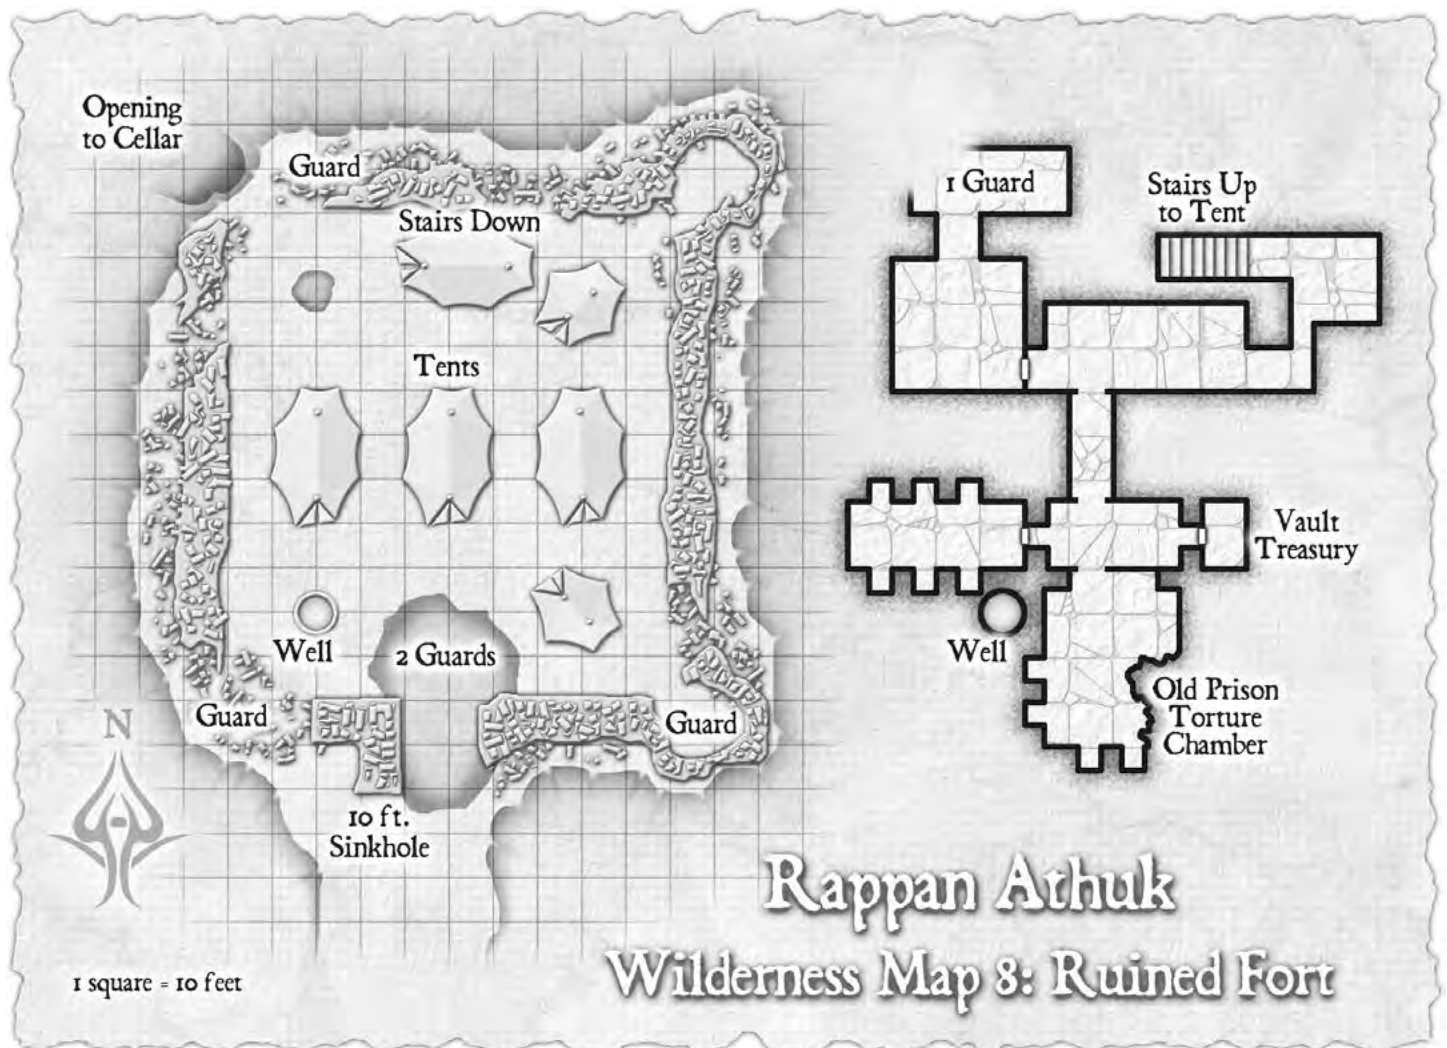 Opening
to Cellar
Guard
Stairs Down
Tents
Well
2 Guards
Guard
Guard
10 ft.
Sinkhole
N
1 square = 10 feet
1 Guard
Stairs Up
to Tent
Vault
Treasury
Well
Old Prison
Torture
Chamber
Rappan Athuk
Wilderness Map 8: Ruined Fort